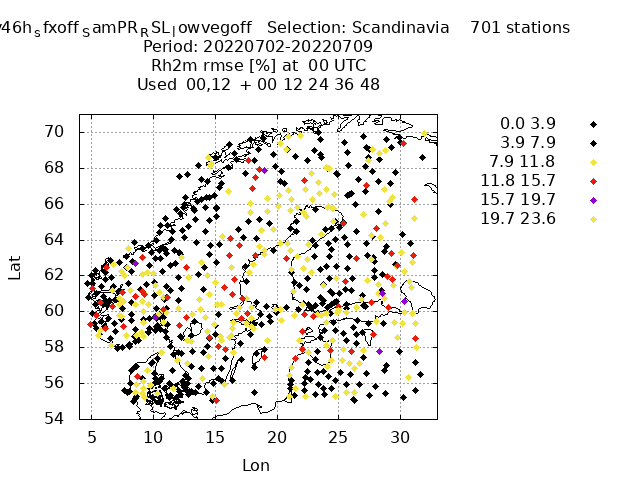 46h_sfxoff_SamPR_RSL_lowvegoff Selection: Scandinavia 701 stations
Period: 20220702-20220709
Rh2m rmse [%] at 00 UTC
Used 00,12 + 00 12 24 36 48
0.0 3.9
3.9 7.9
7.9 11.8
11.8 15.7
15.7 19.7
19.7 23.6
70
68
66
64
62
60
58
56
54
Lat
5 10 15 20 25 30
Lon